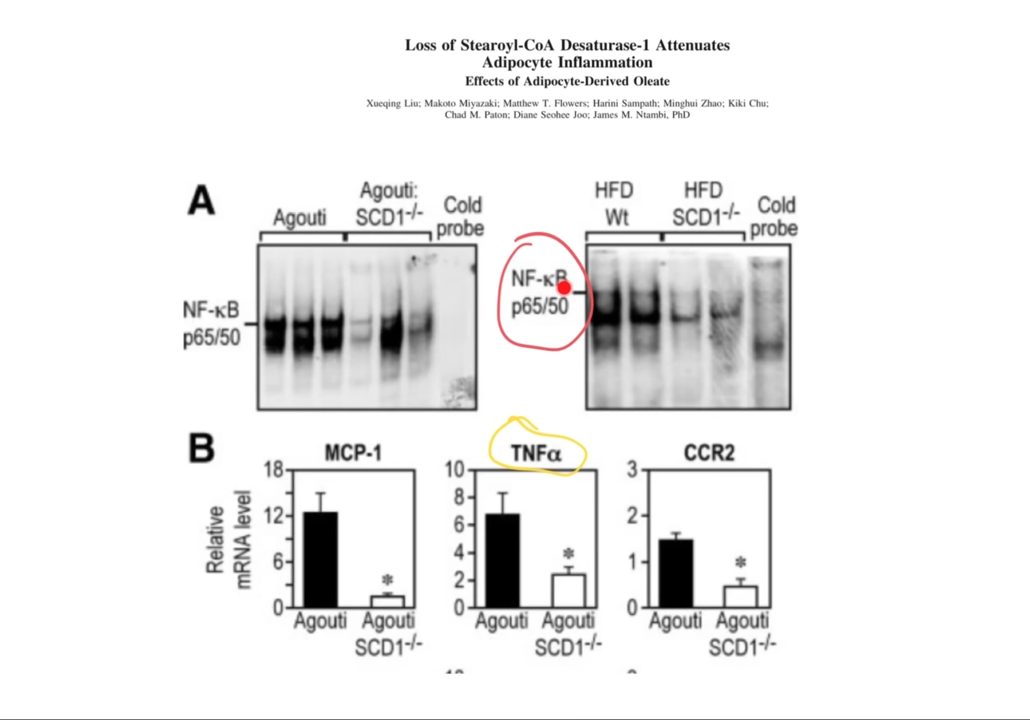 Loss of Stearoyl-CoA Desaturase-1 Attenuates
Adipocyte Inflammation
Effects of Adipocyte-Derived Oleate
Xueqing Liu; Makoto Miyazaki; Matthew T. Flowers; Harini Sampath; Minghui Zhao; Kiki Chu;
Chad M. Paton; Diane Seohee Joo; James M. Ntambi, PhD
A
Agouti
Agouti:
SCD1-/-
Cold
probe
NF-κB
p65/50
HFD
Wt
HFD
SCD1-/-
Cold
probe
NF-κB
p65/50
B
Relative
mRNA level
MCP-1
18
12
6
0
Agouti
Agouti
SCD1-/-
*
TNFα
10
8
6
4
2
0
Agouti
Agouti
SCD1-/-
*
CCR2
3
2
1
0
Agouti
Agouti
SCD1-/-
*